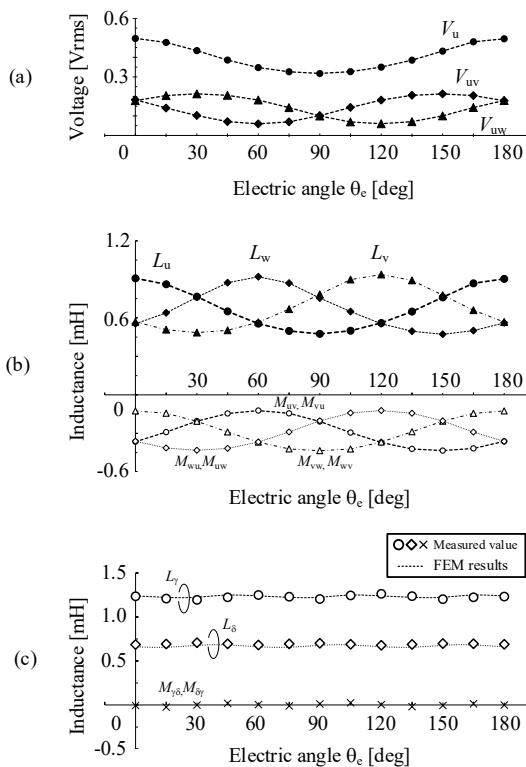 (a)
Voltage [Vrms]
0.6
0.3
0 30 60 90 120 150 180
Vu
Vuv
Vuw
Electric angle θe [deg]
(b)
Inductance [mH]
1.2
0.6
0 30 60 90 120 150 180
0
-0.6
Lu
Lw
Lv
Muv, Mvu
Mwu,Muw
Mvw, Mwv
Electric angle θe [deg]
Measured value
FEM results
(c)
Inductance [mH]
1.5
1.0
0.5
0 30 60 90 120 150 180
-0.5
Lγ
Lδ
Mγδ,Mδγ
Electric angle θe [deg]